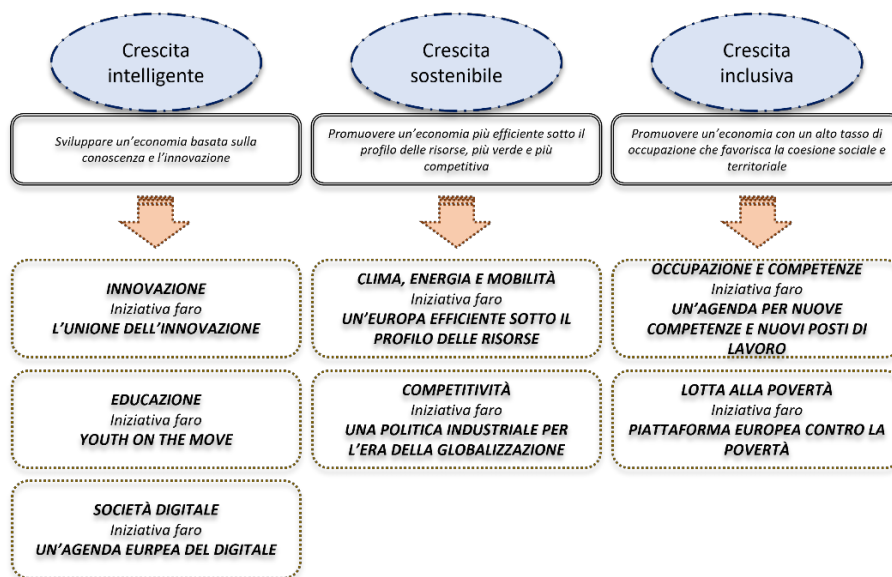 Crescita
intelligente
Sviluppare un'economia basata sulla
conoscenza e l'innovazione
INNOVAZIONE
Iniziativa faro
L'UNIONE DELL'INNOVAZIONE
EDUCAZIONE
Iniziativa faro
YOUTH ON THE MOVE
SOCIETÀ DIGITALE
Iniziativa faro
UN'AGENDA EURPEA DEL DIGITALE
Crescita
sostenibile
Promuovere un'economia più efficiente sotto il
profilo delle risorse, più verde e più
competitiva
CLIMA, ENERGIA E MOBILITÀ
Iniziativa faro
UN'EUROPA EFFICIENTE SOTTO IL
PROFILO DELLE RISORSE
COMPETITIVITÀ
Iniziativa faro
UNA POLITICA INDUSTRIALE PER
L'ERA DELLA GLOBALIZZAZIONE
Crescita
inclusiva
Promuovere un'economia con un alto tasso di
occupazione che favorisca la coesione sociale e
territoriale
OCCUPAZIONE E COMPETENZE
Iniziativa faro
UN'AGENDA PER NUOVE
COMPETENZE E NUOVI POSTI DI
LAVORO
LOTTA ALLA POVERTÀ
Iniziativa faro
PIATTAFORMA EUROPEA CONTRO LA
POVERTÀ